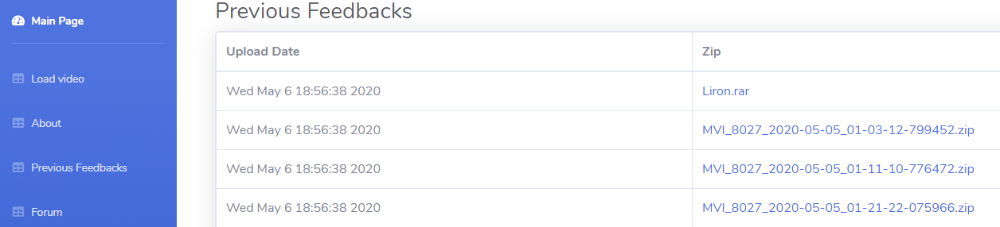 Main Page
Load video
About
Previous Feedbacks
Forum
Previous Feedbacks
Upload Date Zip
Wed May 6 18:56:38 2020 Liron.rar
Wed May 6 18:56:38 2020 MVI_8027_2020-05-05_01-03-12-799452.zip
Wed May 6 18:56:38 2020 MVI_8027_2020-05-05_01-11-10-776472.zip
Wed May 6 18:56:38 2020 MVI_8027_2020-05-05_01-21-22-075966.zip